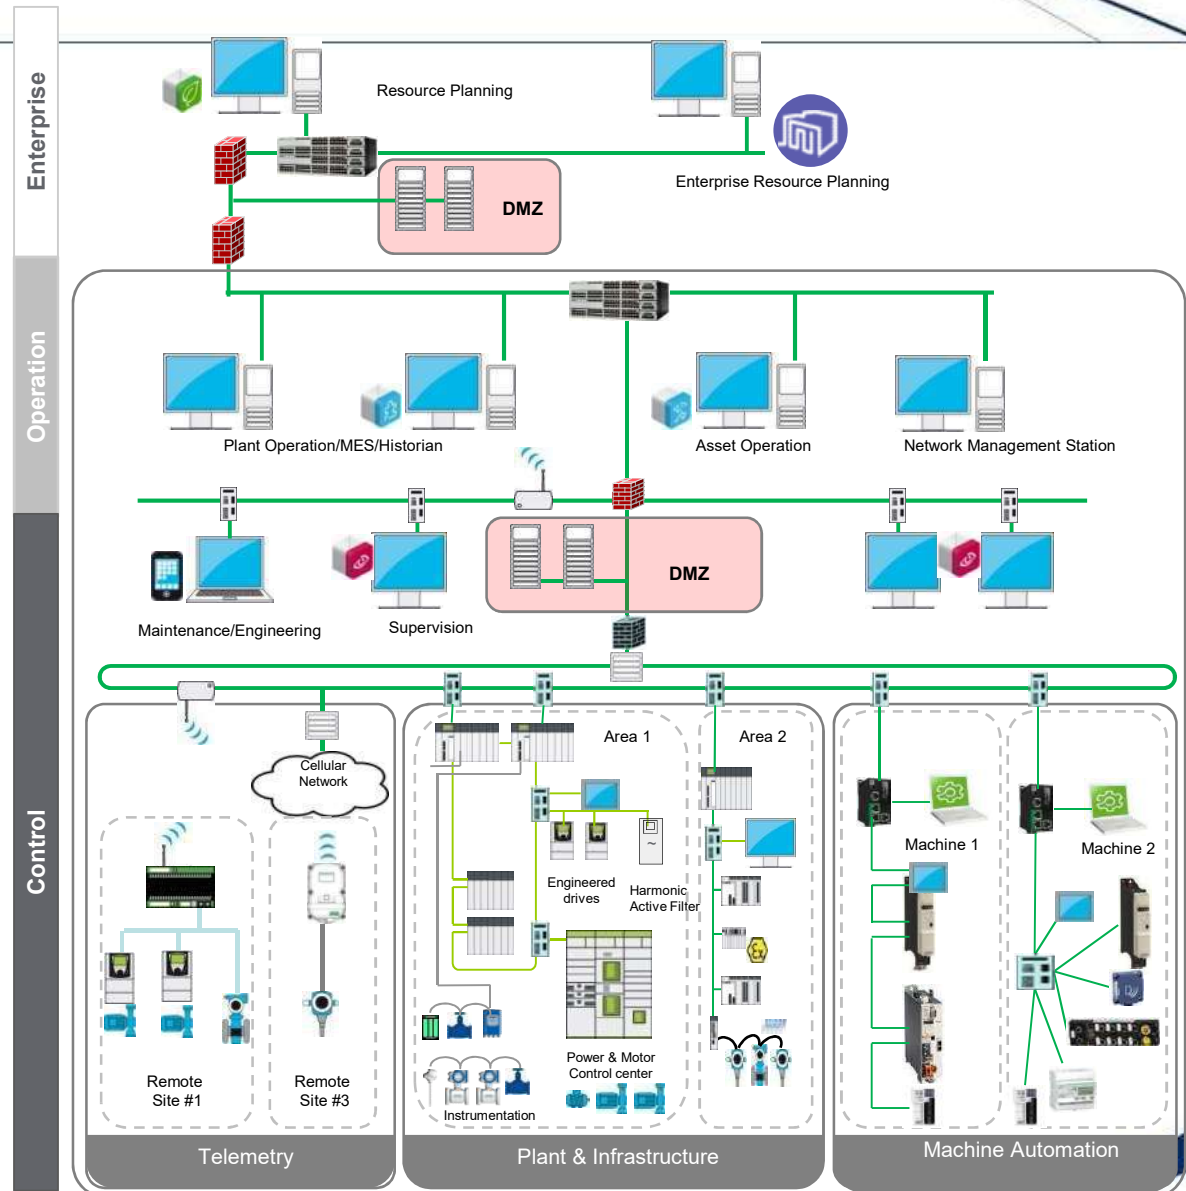 Enterprise
Resource Planning
Enterprise Resource Planning
DMZ
Operation
Plant Operation/MES/Historian
Asset Operation
Network Management Station
DMZ
Maintenance/Engineering
Supervision
Control
Cellular
Network
Area 1
Area 2
Machine 1
Machine 2
Engineered
drives
Harmonic
Active Filter
~
Ex
Remote
Site #1
Remote
Site #3
Power & Motor
Control center
Instrumentation
Telemetry
Plant & Infrastructure
Machine Automation